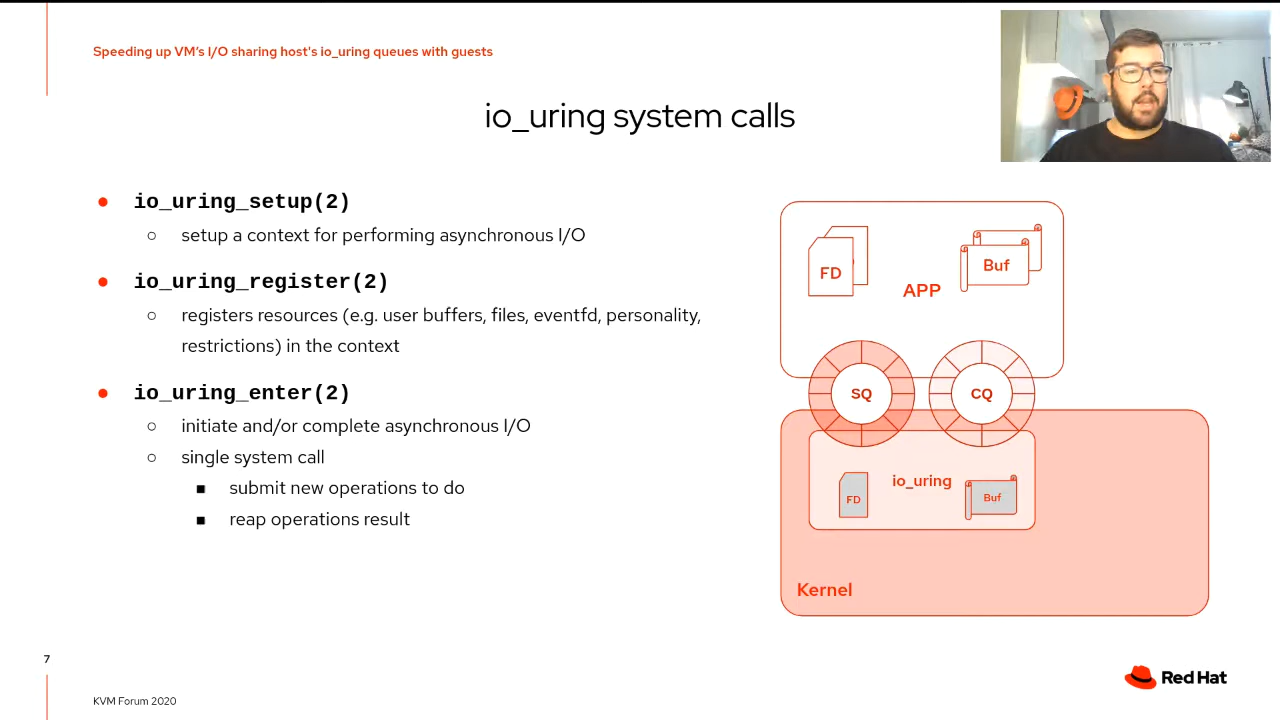 Speeding up VM's I/O sharing host's io_uring queues with guests
io_uring system calls
io_uring_setup(2)
setup a context for performing asynchronous I/O
io_uring_register(2)
registers resources (e.g. user buffers, files, eventfd, personality,
restrictions) in the context
io_uring_enter(2)
initiate and/or complete asynchronous I/O
single system call
submit new operations to do
reap operations result
FD
Buf
APP
SQ
CQ
io_uring
FD
Buf
Kernel
7
KVM Forum 2020
Red Hat